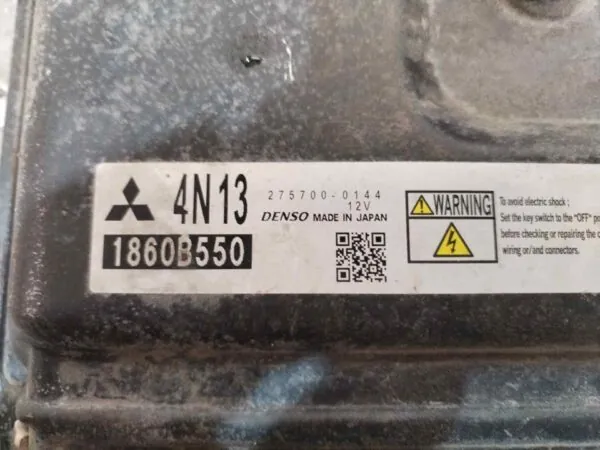 4N13
275700-0144
12V
DENSO MADE IN JAPAN
1860B550
WARNING
To avoid electric shock ;
Set the key switch to the "OFF" po
before checking or repairing the c
wiring or/and connectors.